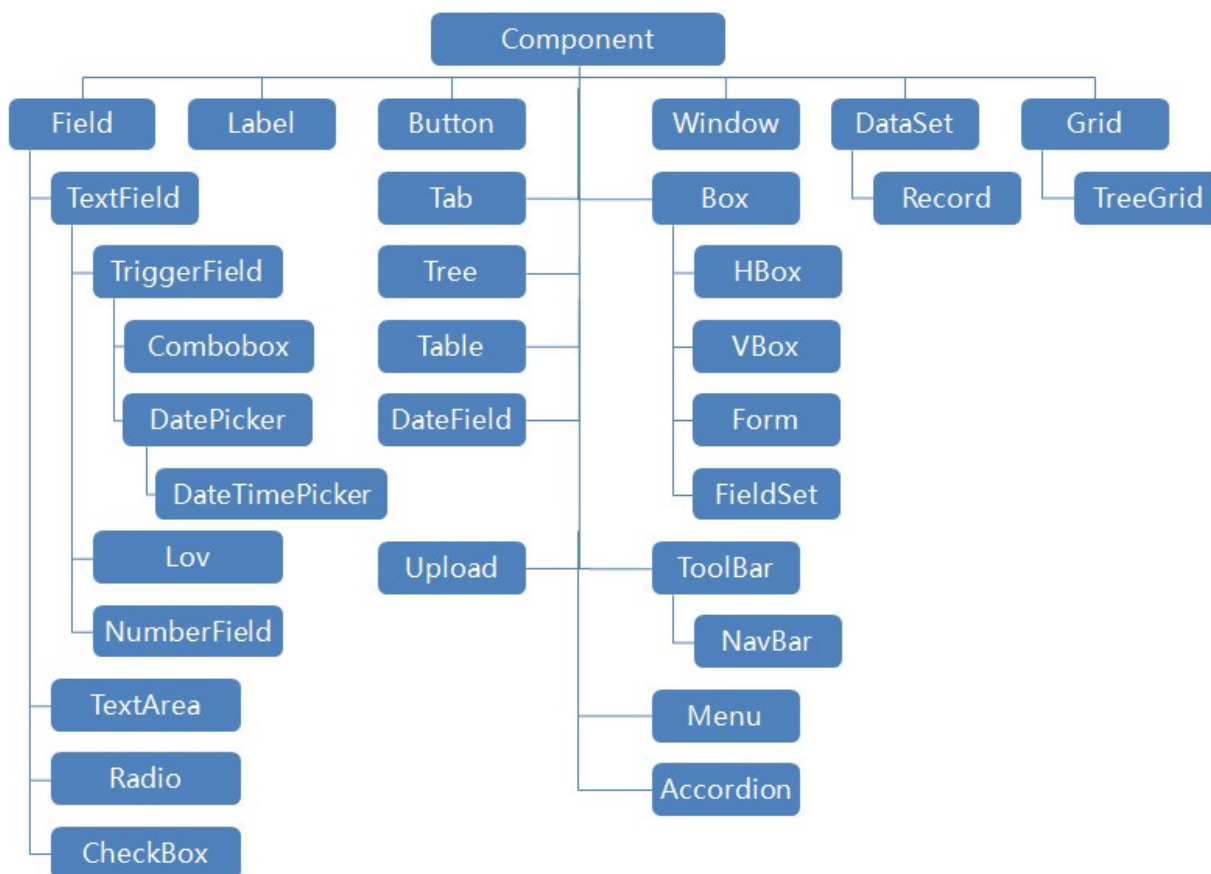 Component
Field
Label
Button
Window
DataSet
Grid
TextField
Tab
Box
Record
TreeGrid
TriggerField
Tree
HBox
Combobox
Table
VBox
DatePicker
DateField
Form
DateTimePicker
FieldSet
Lov
Upload
ToolBar
NumberField
NavBar
TextArea
Menu
Radio
Accordion
CheckBox